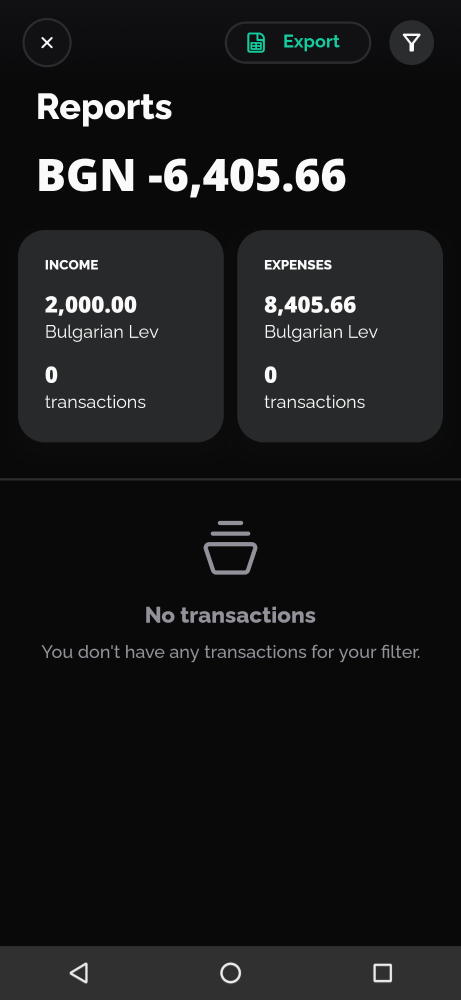 Export
Reports
BGN -6,405.66
INCOME
2,000.00
Bulgarian Lev
0
transactions
EXPENSES
8,405.66
Bulgarian Lev
0
transactions
No transactions
You don't have any transactions for your filter.